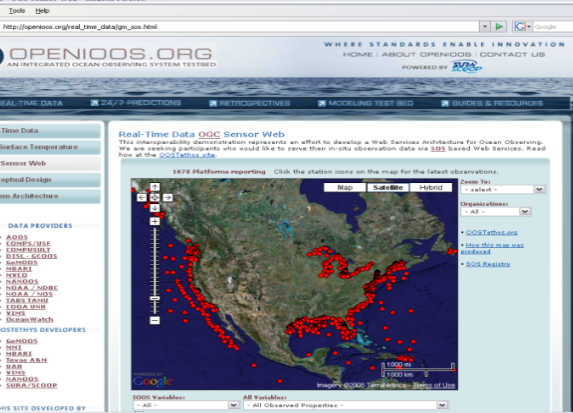 Tools Help
http://openioos.org/real_time_data/gm_sos.html
Google
OPENIOOS.ORG
AN INTEGRATED OCEAN OBSERVING SYSTEM TESTBED
WHERE STANDARDS ENABLE INNOVATION
HOME | ABOUT OPENIOOS | CONTACT US
POWERED BY SURA SCOOP
REAL-TIME DATA
24/7 PREDICTIONS
RETROSPECTIVES
MODELING TEST BED
GUIDES & RESOURCES
Time Data
Surface Temperature
Sensor Web
Architecture
DATA PROVIDERS
AOOS
COMPS/USF
COMPUSULT
DISL - GCOOS
GoMOOS
MBARI
MVCO
NANOOS
NOAA / NDBC
NOAA / NOS
TABS TAMU
CODA UNH
VIMS
OceanWatch
OOSTETHYS DEVELOPERS
GoMOOS
MMI
MBARI
Texas A&M
UAH
VIMS
NANOOS
SURA/SCOOP
THIS SITE DEVELOPED BY
Real-Time Data OGC Sensor Web
This interoperability demonstration represents an effort to develop a Web Services Architecture for Ocean Observing.
We are seeking participants who would like to serve their in-situ observation data via SOS based Web Services. Read
how at the OOSTethys site.
1878 Platforms reporting Click the station icons on the map for the latest observations.
Map Satellite Hybrid
1000 mi
1000 km
POWERED BY
Google
Imagery ©2008 TerraMetrics - Terms of Use
Zoom To:
- select -
Organizations:
- All -
OOSTethys.org
How this map was
produced
SOS Registry
IOOS Variables:
- All -
All Variables:
- All Observed Properties -